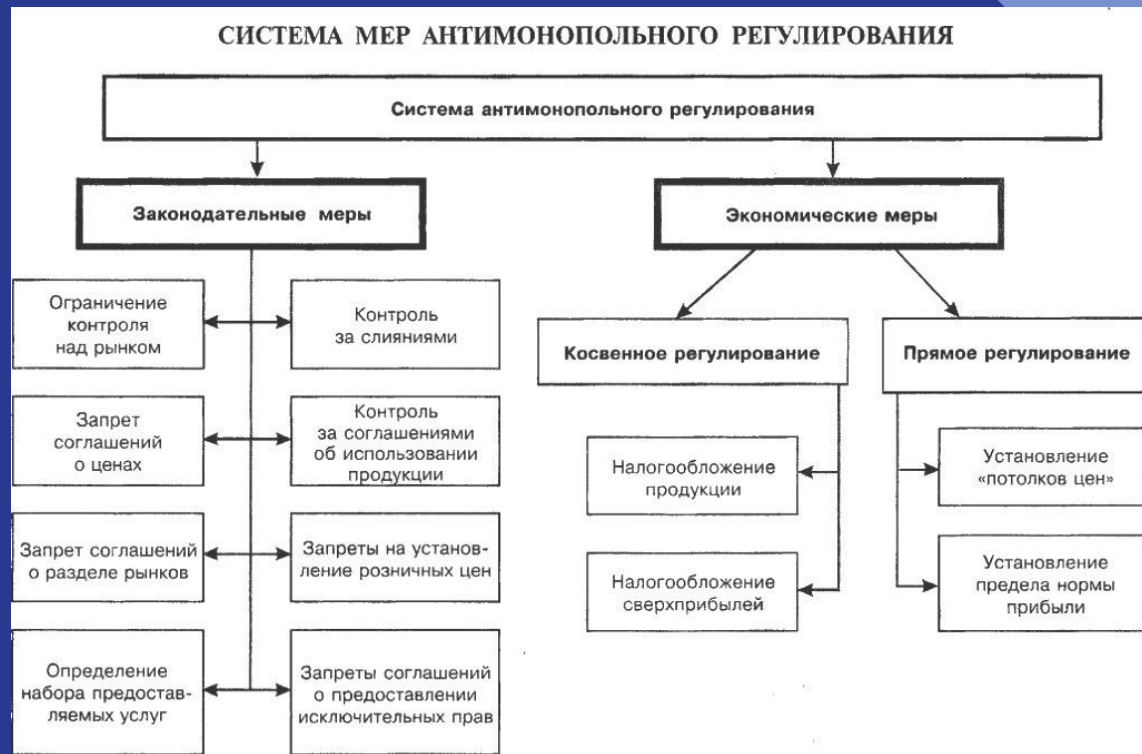 СИСТЕМА МЕР АНТИМОНОПОЛЬНОГО РЕГУЛИРОВАНИЯ
Система антимонопольного регулирования
Законодательные меры
Экономические меры
Ограничение
контроля
над рынком
Контроль
за слияниями
Косвенное регулирование
Прямое регулирование
Запрет
соглашений
о ценах
Контроль
за соглашениями
об использовании
продукции
Налогообложение
продукции
Установление
«потолков цен»
Запрет соглашений
о разделе рынков
Запреты на установ-
ление розничных цен
Налогообложение
сверхприбылей
Установление
предела нормы
прибыли
Определение
набора предостав-
ляемых услуг
Запреты соглашений
о предоставлении
исключительных прав